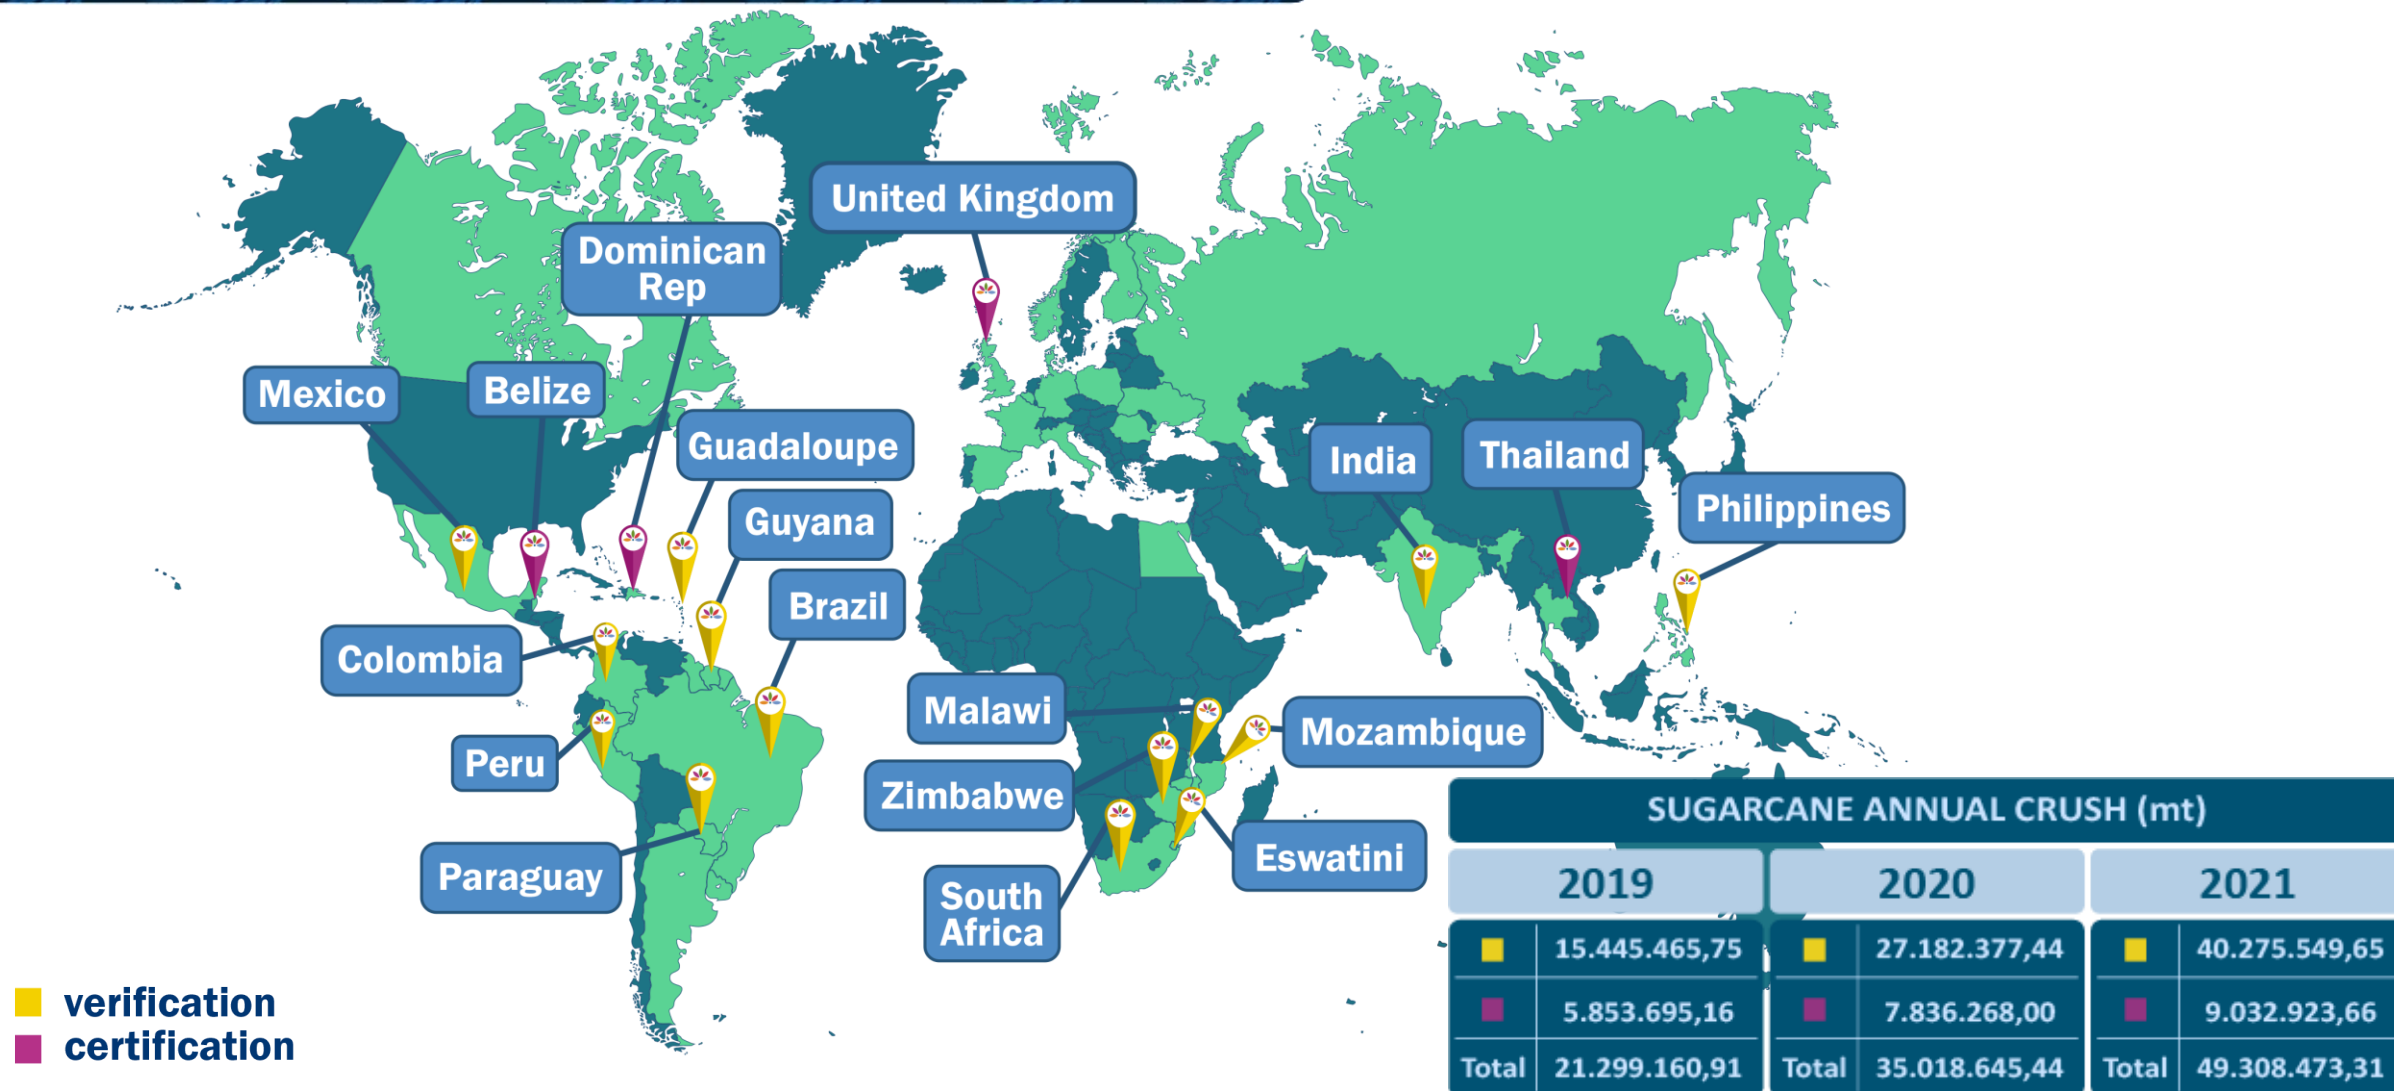 United Kingdom
Dominican
Rep
Mexico
Belize
Guadaloupe
India
Thailand
Philippines
Guyana
Brazil
Colombia
Malawi
Mozambique
Peru
Zimbabwe
Paraguay
Eswatini
South
Africa
verification
certification
SUGARCANE ANNUAL CRUSH (mt)
2019 2020 2021
15.445.465,75 27.182.377,44 40.275.549,65
5.853.695,16 7.836.268,00 9.032.923,66
Total 21.299.160,91 Total 35.018.645,44 Total 49.308.473,31